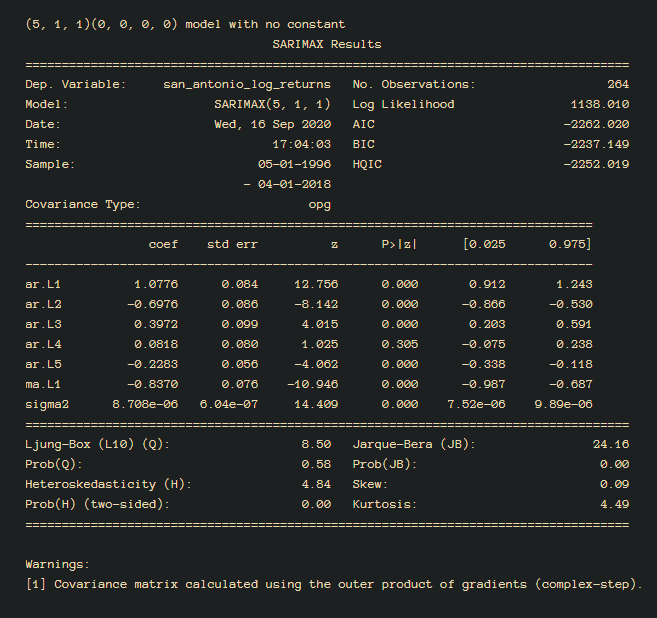 (5, 1, 1)(0, 0, 0, 0) model with no constant
                                  SARIMAX Results
===================================================================================
Dep. Variable:     san_antonio_log_returns   No. Observations:                  264
Model:                    SARIMAX(5, 1, 1)   Log Likelihood                1138.010
Date:                     Wed, 16 Sep 2020   AIC                          -2262.020
Time:                             17:04:03   BIC                          -2237.149
Sample:                         05-01-1996   HQIC                         -2252.019
                              - 04-01-2018
Covariance Type:                       opg
==============================================================================
                 coef    std err          z      P>|z|      [0.025      0.975]
------------------------------------------------------------------------------
ar.L1          1.0776      0.084     12.756      0.000       0.912       1.243
ar.L2         -0.6976      0.086     -8.142      0.000      -0.866      -0.530
ar.L3          0.3972      0.099      4.015      0.000       0.203       0.591
ar.L4          0.0818      0.080      1.025      0.305      -0.075       0.238
ar.L5         -0.2283      0.056     -4.062      0.000      -0.338      -0.118
ma.L1         -0.8370      0.076    -10.946      0.000      -0.987      -0.687
sigma2      8.708e-06   6.04e-07     14.409      0.000    7.52e-06    9.89e-06
===================================================================================
Ljung-Box (L10) (Q):                  8.50   Jarque-Bera (JB):                24.16
Prob(Q):                              0.58   Prob(JB):                         0.00
Heteroskedasticity (H):               4.84   Skew:                             0.09
Prob(H) (two-sided):                  0.00   Kurtosis:                         4.49
===================================================================================

Warnings:
[1] Covariance matrix calculated using the outer product of gradients (complex-step).